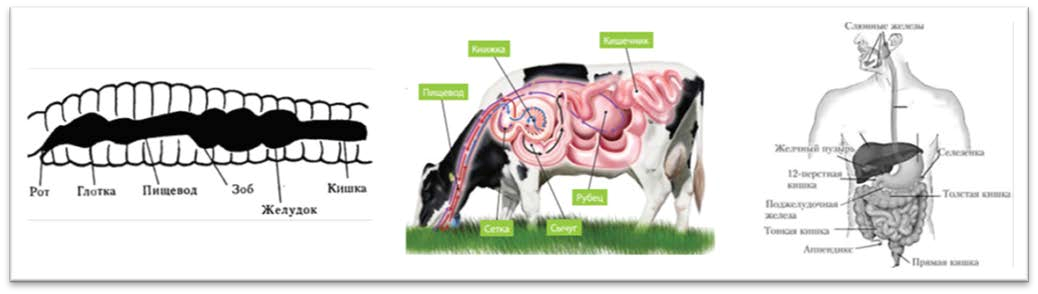 Рот
Глотка
Пищевод
Зоб
Желудок
Кишка
Книжка
Кишечник
Пищевод
Рубец
Сетка
Сычуг
Слюнные железы
Желчный пузырь
Селезенка
12-перстная
кишка
Толстая кишка
Поджелудочная
железа
Тонкая кишка
Аппендикс
Прямая кишка